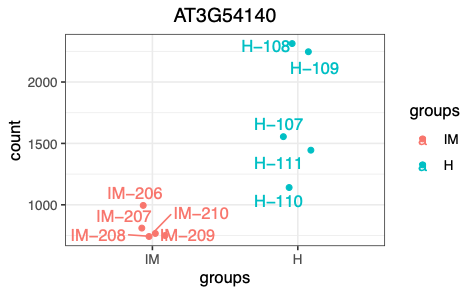 AT3G54140
count
2000
1500
1000
H−108
H−109
H−107
H−111
H−110
IM−206
IM−207
IM−210
IM−208
IM−209
IM
H
groups
groups
a IM
a H